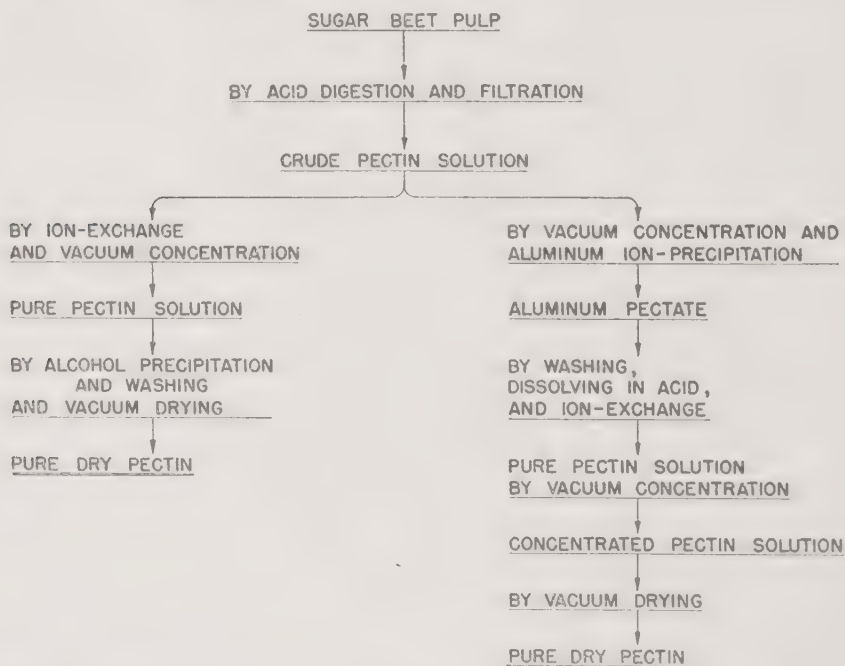 SUGAR BEET PULP
BY ACID DIGESTION AND FILTRATION
CRUDE PECTIN SOLUTION
BY ION-EXCHANGE
AND VACUUM CONCENTRATION
PURE PECTIN SOLUTION
BY ALCOHOL PRECIPITATION
AND WASHING
AND VACUUM DRYING
PURE DRY PECTIN
BY VACUUM CONCENTRATION AND
ALUMINUM ION-PRECIPITATION
ALUMINUM PECTATE
BY WASHING,
DISSOLVING IN ACID,
AND ION-EXCHANGE
PURE PECTIN SOLUTION
BY VACUUM CONCENTRATION
CONCENTRATED PECTIN SOLUTION
BY VACUUM DRYING
PURE DRY PECTIN